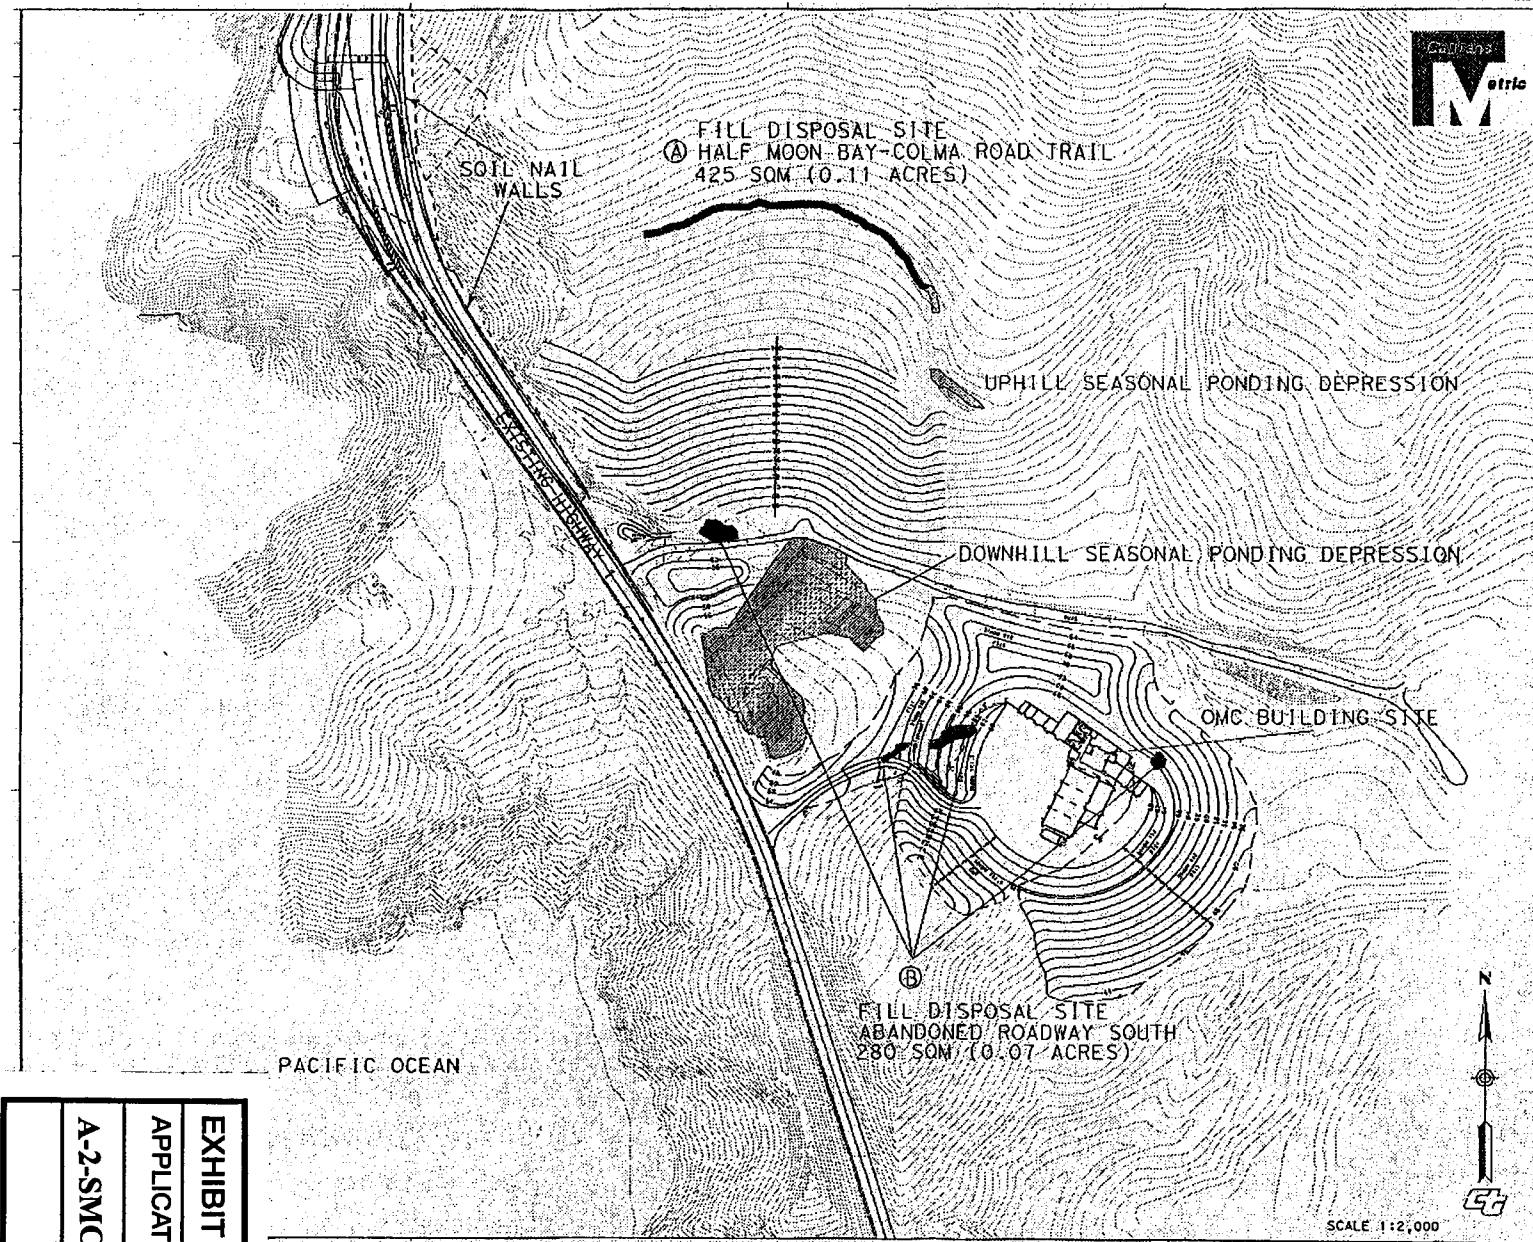 Caltrans
Metric
FILL DISPOSAL SITE
Ⓐ HALF MOON BAY-COLMA ROAD TRAIL
425 SQM (0.11 ACRES)
SOIL NAIL
WALLS
UPHILL SEASONAL PONDING DEPRESSION
EXISTING HIGHWAY 1
DOWNHILL SEASONAL PONDING DEPRESSION
OMC BUILDING SITE
Ⓑ
FILL DISPOSAL SITE
ABANDONED ROADWAY SOUTH
280 SQM (0.07 ACRES)
PACIFIC OCEAN
N
SCALE 1:2,000
ct
EXHIBIT
APPLICAT
A-2-SMC